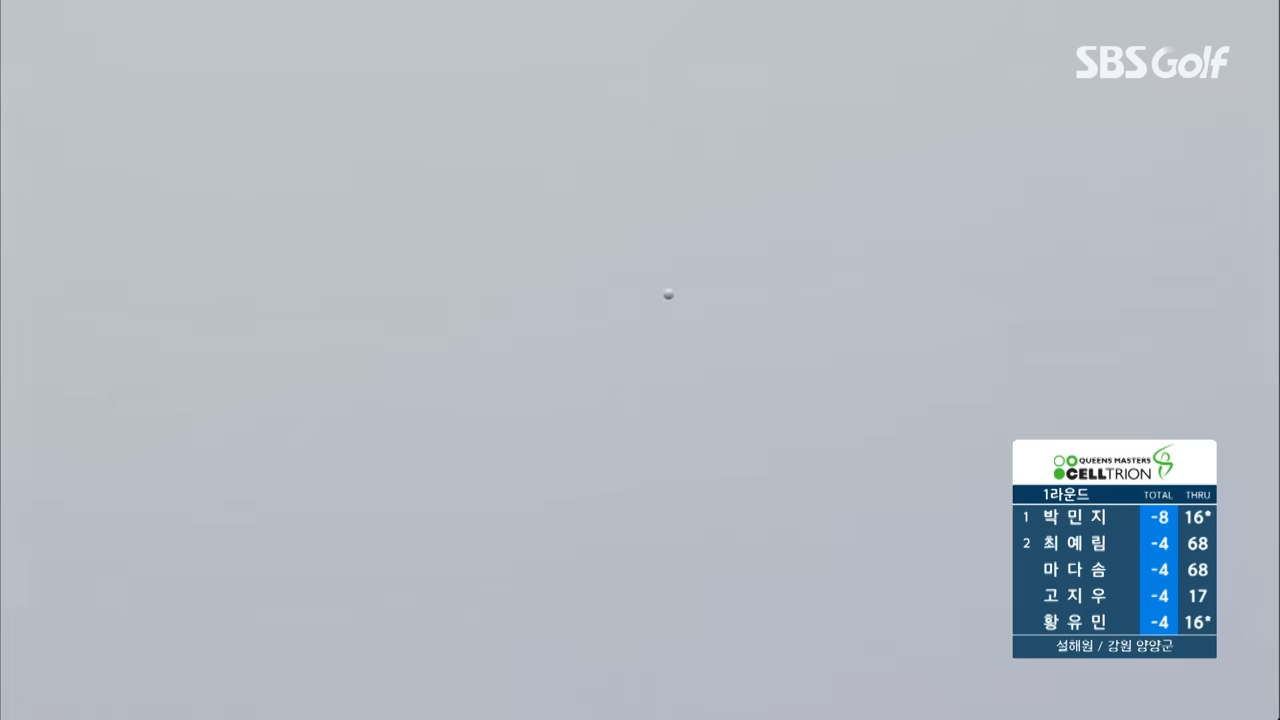 SBS Golf
QUEENS MASTERS
CELLTRION
1라운드 TOTAL THRU
1 박민지 -8 16*
2 최예림 -4 68
마다솜 -4 68
고지우 -4 17
황유민 -4 16*
설해원 / 강원 양양군